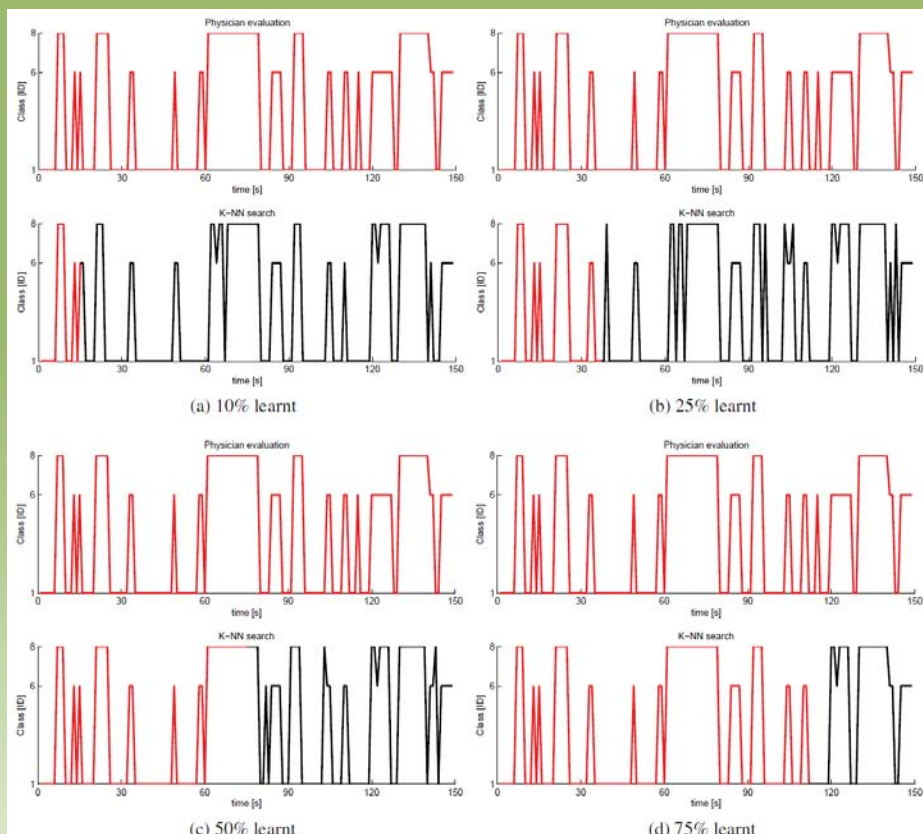 Physician evaluation
8
6
1
Class [ID]
0 30 60 90 120 150
time [s]
K-NN search
8
6
1
Class [ID]
0 30 60 90 120 150
time [s]
(a) 10% learnt
Physician evaluation
8
6
1
Class [ID]
0 30 60 90 120 150
time [s]
K-NN search
8
6
1
Class [ID]
0 30 60 90 120 150
time [s]
(b) 25% learnt
Physician evaluation
8
6
1
Class [ID]
0 30 60 90 120 150
time [s]
K-NN search
8
6
1
Class [ID]
0 30 60 90 120 150
time [s]
(c) 50% learnt
Physician evaluation
8
6
1
Class [ID]
0 30 60 90 120 150
time [s]
K-NN search
8
6
1
Class [ID]
0 30 60 90 120 150
time [s]
(d) 75% learnt